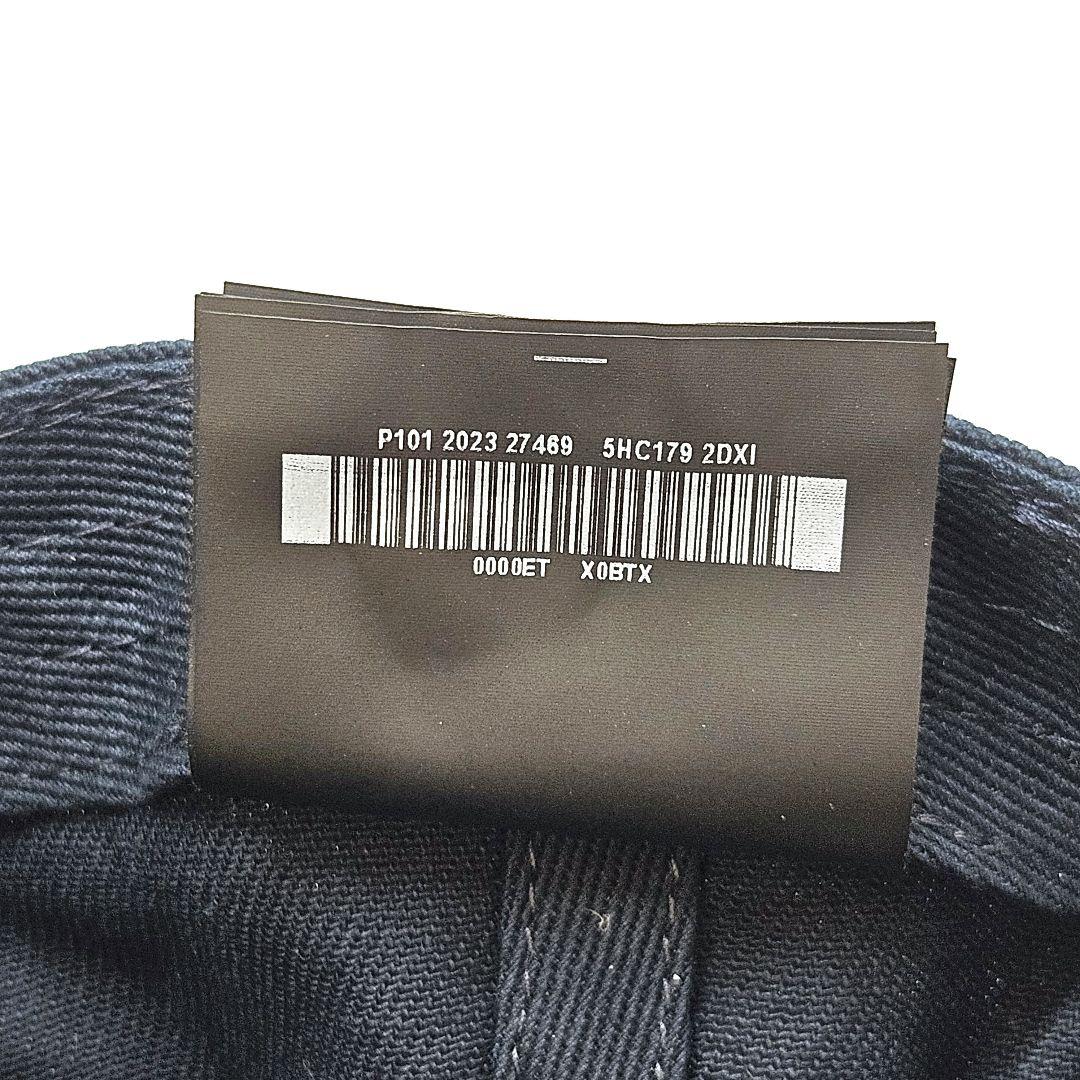 P101 2023 27469 5HC179 2DXI
0000ET X0BTX